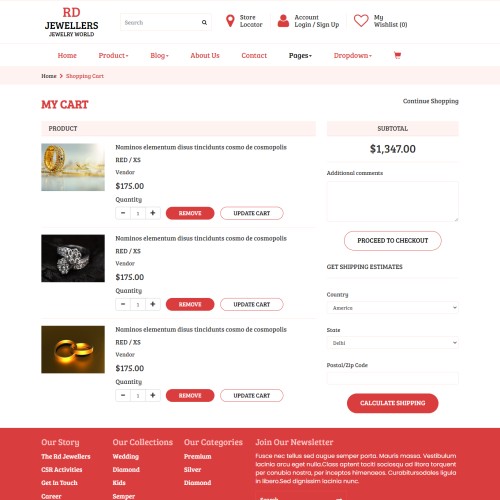 RD
JEWELLERS
JEWELRY WORLD
Search
Store
Locator
Account
Login / Sign Up
My
Wishlist (0)
Home
Product
Blog
About Us
Contact
Pages
Dropdown
Home > Shopping Cart
MY CART
Continue Shopping
PRODUCT
SUBTOTAL
Nominos elementum disus tincidunts cosmo de cosmopolis
RED / XS
Vendor
$175.00
Quantity
- 1 +
REMOVE
UPDATE CART
Nominos elementum disus tincidunts cosmo de cosmopolis
RED / XS
Vendor
$175.00
Quantity
- 1 +
REMOVE
UPDATE CART
Nominos elementum disus tincidunts cosmo de cosmopolis
RED / XS
Vendor
$175.00
Quantity
- 1 +
REMOVE
UPDATE CART
$1,347.00
Additional comments
PROCEED TO CHECKOUT
GET SHIPPING ESTIMATES
Country
America
State
Delhi
Postal/Zip Code
CALCULATE SHIPPING
Our Story
The Rd Jewellers
CSR Activities
Get In Touch
Career
Our Collections
Wedding
Diamond
Kids
Semper
Our Categories
Premium
Silver
Diamond
Join Our Newsletter
Fusce nec tellus sed augue semper porta. Mauris massa. Vestibulum
lacinia arcu eget nulla.Class aptent taciti sociosqu ad litora torquent
per conubia nostra, per inceptos himenaeos. Curabitursodales ligula
in libero.Sed dignissim lacinia nunc.